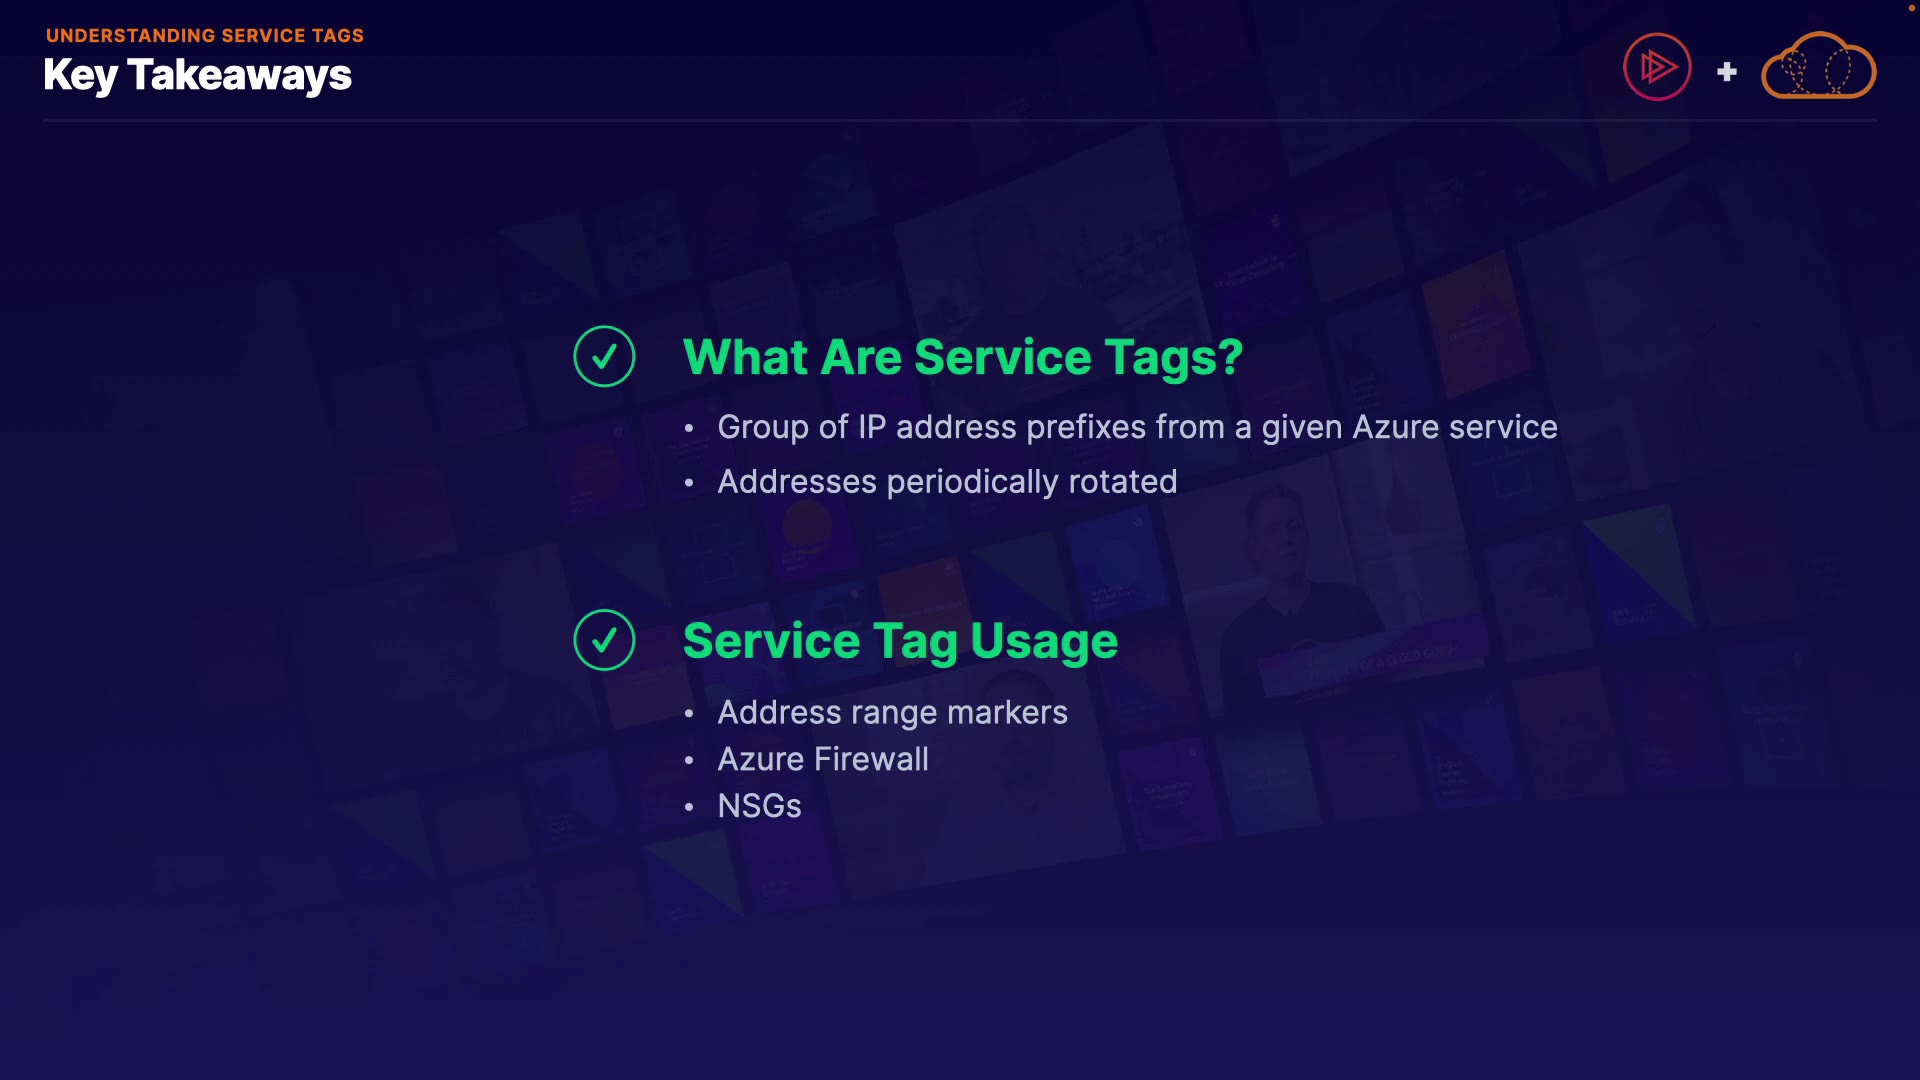 UNDERSTANDING SERVICE TAGS
Key Takeaways
What Are Service Tags?
• Group of IP address prefixes from a given Azure service
• Addresses periodically rotated
Service Tag Usage
• Address range markers
• Azure Firewall
• NSGs